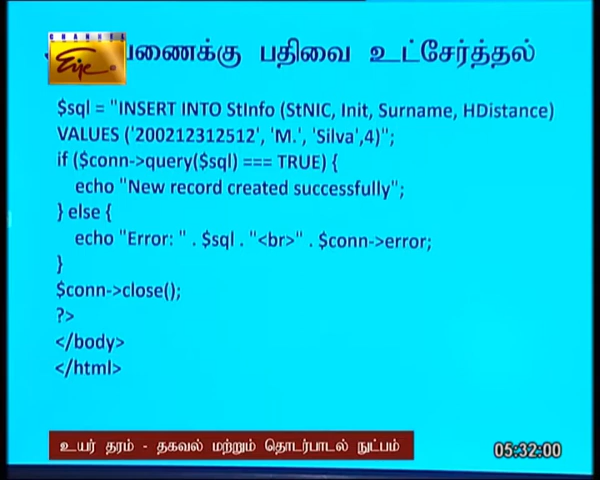 CHANNEL
Eye
பணைக்கு பதிவை உட்சேர்த்தல்
$sql = "INSERT INTO StInfo (StNIC, Init, Surname, HDistance)
VALUES ('200212312512', 'M.', 'Silva',4)";
if ($conn->query($sql) === TRUE) {
echo "New record created successfully";
} else {
echo "Error: " . $sql . "<br>" . $conn->error;
}
$conn->close();
?>
</body>
</html>
உயர் தரம் - தகவல் மற்றும் தொடர்பாடல் நுட்பம்
05:32:00